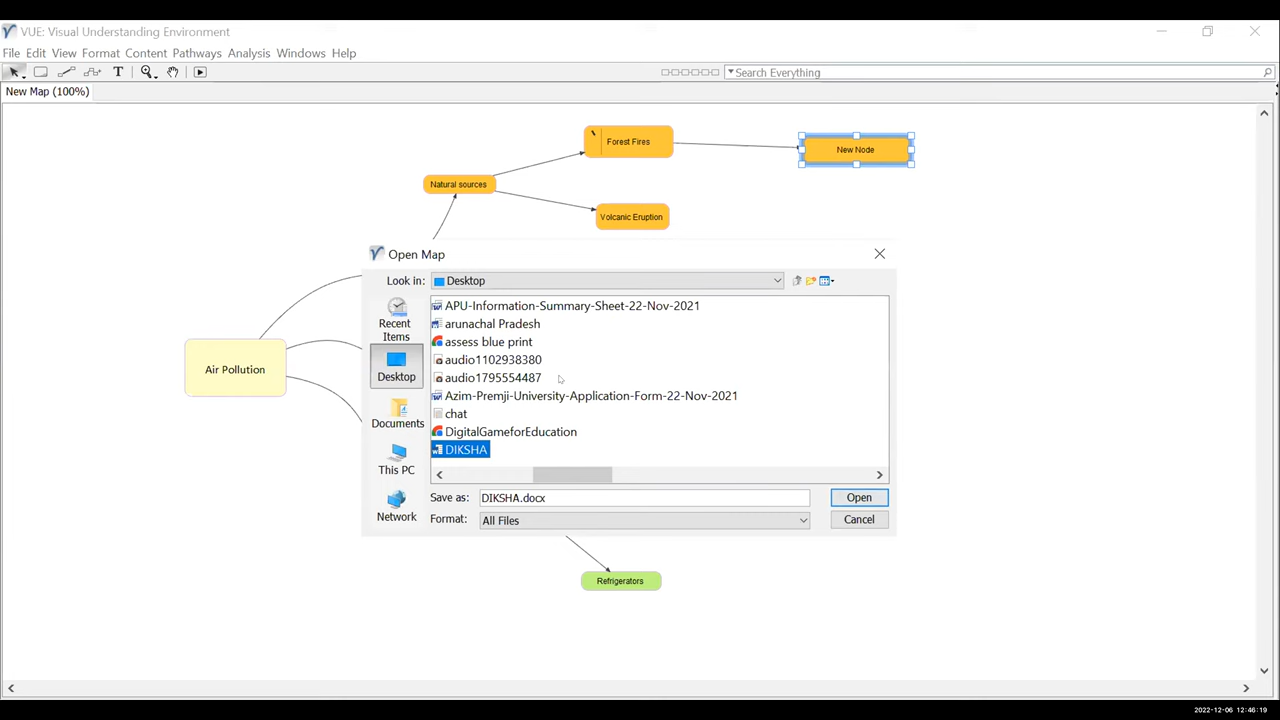 VUE: Visual Understanding Environment
File Edit View Format Content Pathways Analysis Windows Help
T
Search Everything
New Map (100%)
Forest Fires
New Node
Natural sources
Volcanic Eruption
Open Map
Look in: Desktop
Recent Items
Desktop
Documents
This PC
Network
APU-Information-Summary-Sheet-22-Nov-2021
arunachal Pradesh
assess blue print
audio1102938380
audio1795554487
Azim-Premji-University-Application-Form-22-Nov-2021
chat
DigitalGameforEducation
DIKSHA
Save as: DIKSHA.docx Open
Format: All Files Cancel
Air Pollution
Refrigerators
2022-12-06 12:46:19